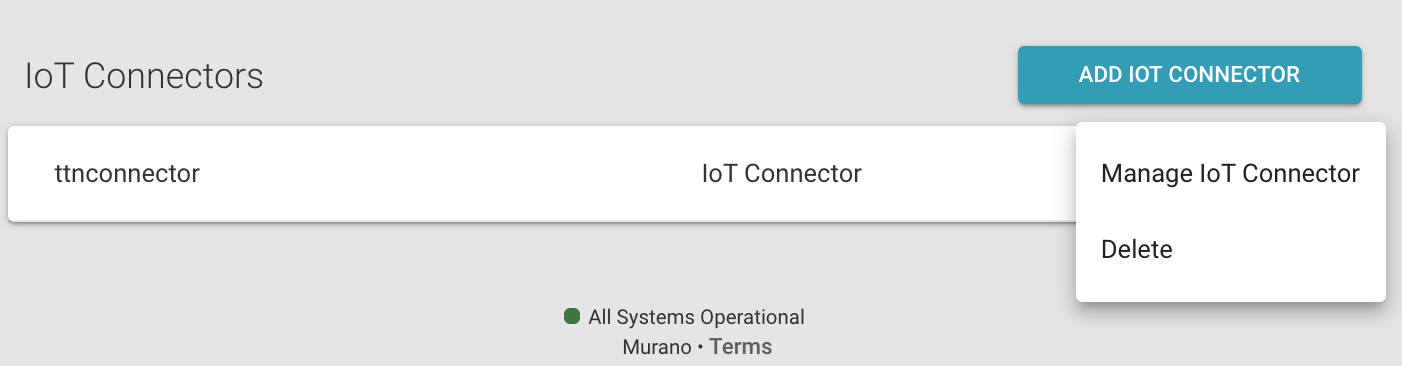 IoT Connectors
ADD IOT CONNECTOR
ttnconnector
IoT Connector
Manage IoT Connector
Delete
All Systems Operational
Murano • Terms